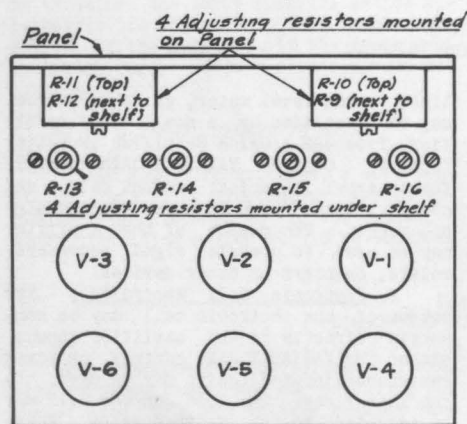 4 Adjusting resistors mounted
Panel
on Panel
R-11 (Top)
R-12 (next to
shelf)
R-10 (Top)
R-9 (next to
shelf)
R-13
R-14
R-15
R-16
4 Adjusting resistors mounted under shelf
V-3
V-2
V-1
V-6
V-5
V-4